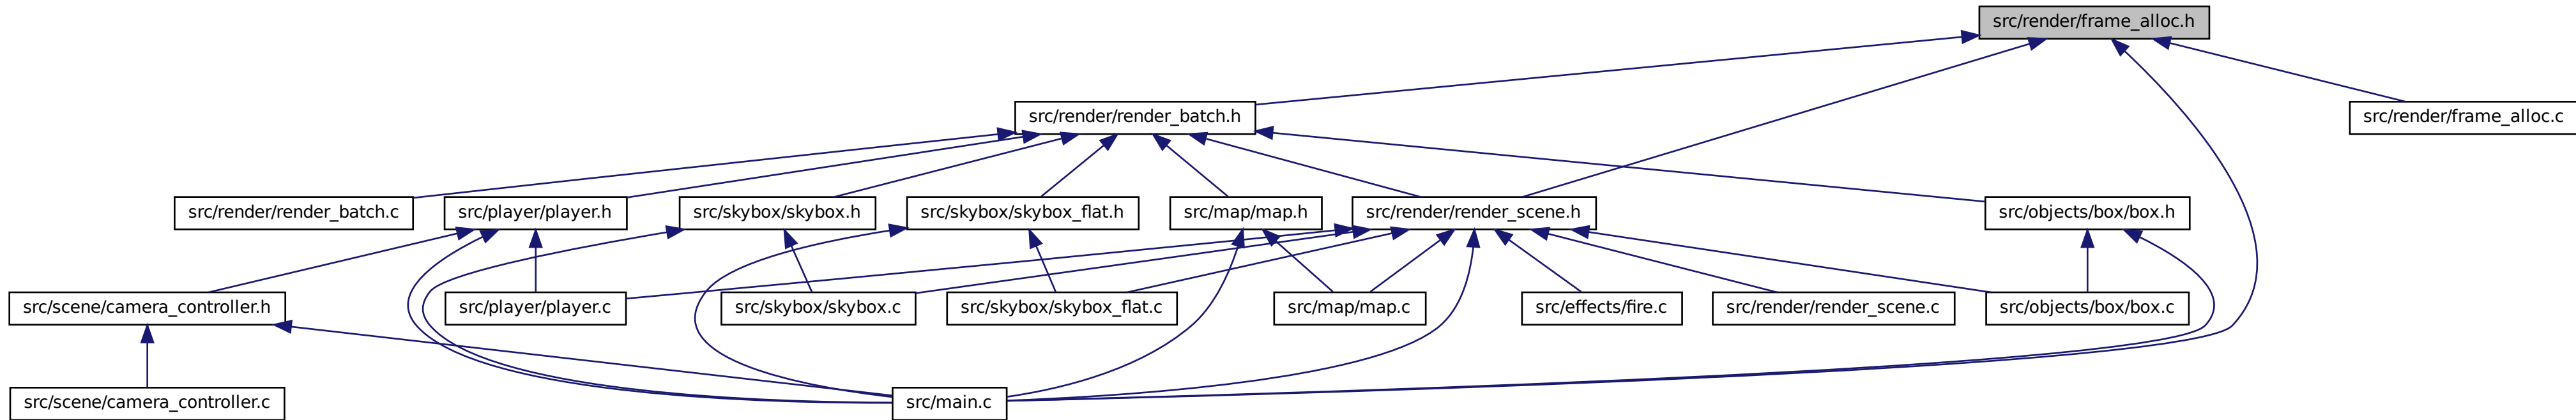 src/render/frame_alloc.h
src/render/render_batch.h
src/render/frame_alloc.c
src/render/render_batch.c
src/player/player.h
src/skybox/skybox.h
src/skybox/skybox_flat.h
src/map/map.h
src/render/render_scene.h
src/objects/box/box.h
src/scene/camera_controller.h
src/player/player.c
src/skybox/skybox.c
src/skybox/skybox_flat.c
src/map/map.c
src/effects/fire.c
src/render/render_scene.c
src/objects/box/box.c
src/scene/camera_controller.c
src/main.c